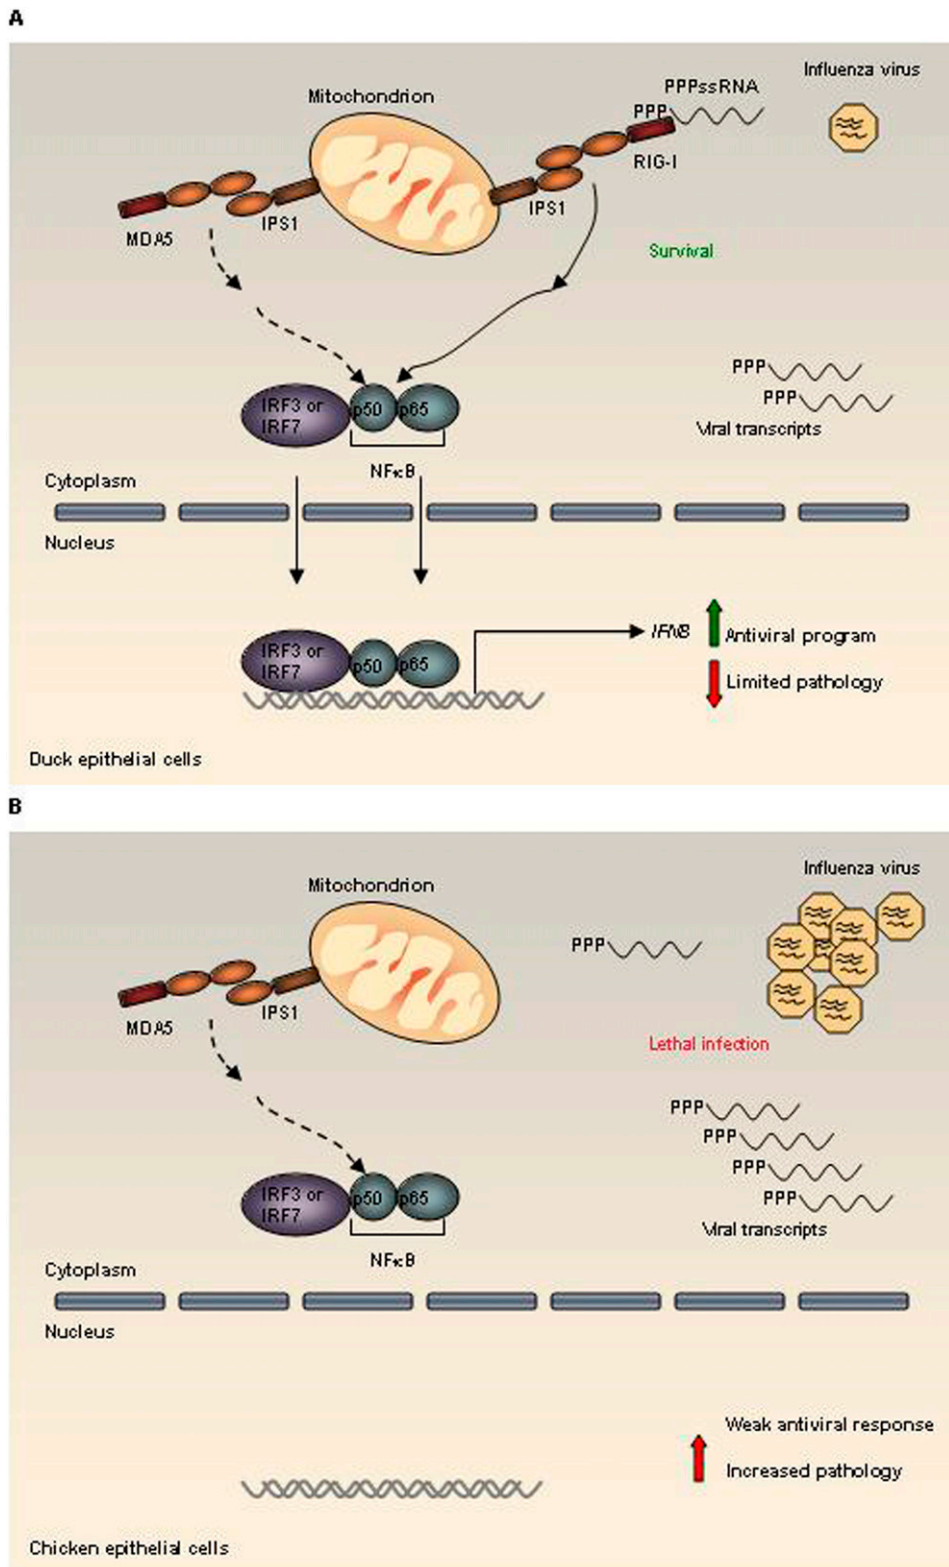 A
Influenza virus
PPPssRNA
Mitochondrion
PPP
RIG-I
IPS1
IPS1
MDA5
Survival
PPP
PPP
Viral transcripts
IRF3 or
IRF7
p50
p65
NFκB
Cytoplasm
Nucleus
IFNB
Antiviral program
IRF3 or
IRF7
p50
p65
Limited pathology
Duck epithelial cells
B
Influenza virus
Mitochondrion
PPP
IPS1
MDA5
Lethal infection
PPP
PPP
PPP
PPP
Viral transcripts
IRF3 or
IRF7
p50
p65
NFκB
Cytoplasm
Nucleus
Weak antiviral response
Increased pathology
Chicken epithelial cells